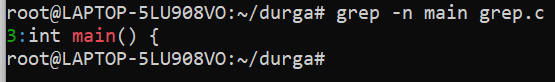 root@LAPTOP-5LU908VO:~/durga# grep -n main grep.c
3:int main() {
root@LAPTOP-5LU908VO:~/durga#